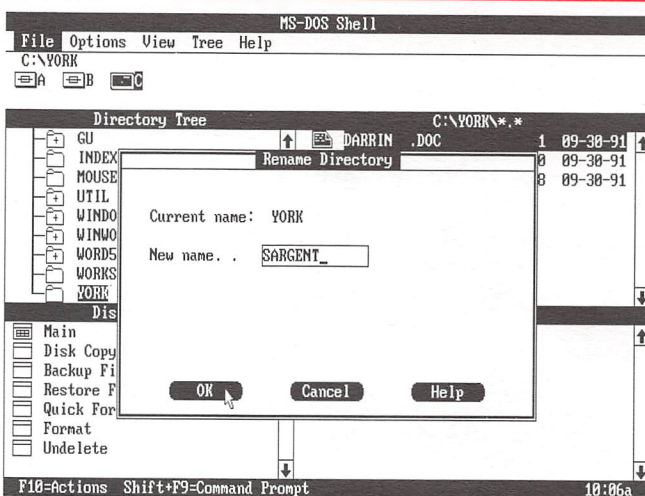 MS-DOS Shell
File Options View Tree Help
C:\YORK
A B C
Directory Tree
C:\YORK\*.*
GU
INDEX
MOUSE
UTIL
WINDO
WINWO
WORD5
WORKS
YORK
DARRIN .DOC
1 09-30-91
0 09-30-91
8 09-30-91
Rename Directory
Current name: YORK
New name. . SARGENT_
OK Cancel Help
Dis
Main
Disk Copy
Backup Fi
Restore F
Quick For
Format
Undelete
F10=Actions Shift+F9=Command Prompt
10:06a